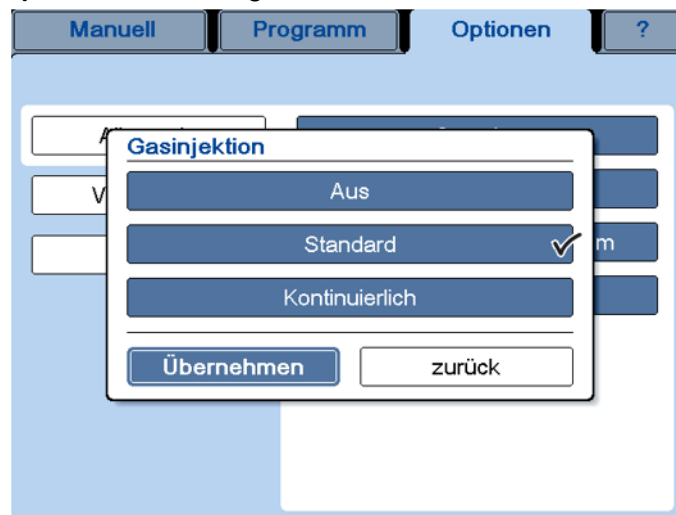 Manuell
Programm
Optionen
?
Gasinjektion
Aus
Standard
m
Kontinuierlich
Übernehmen
zurück